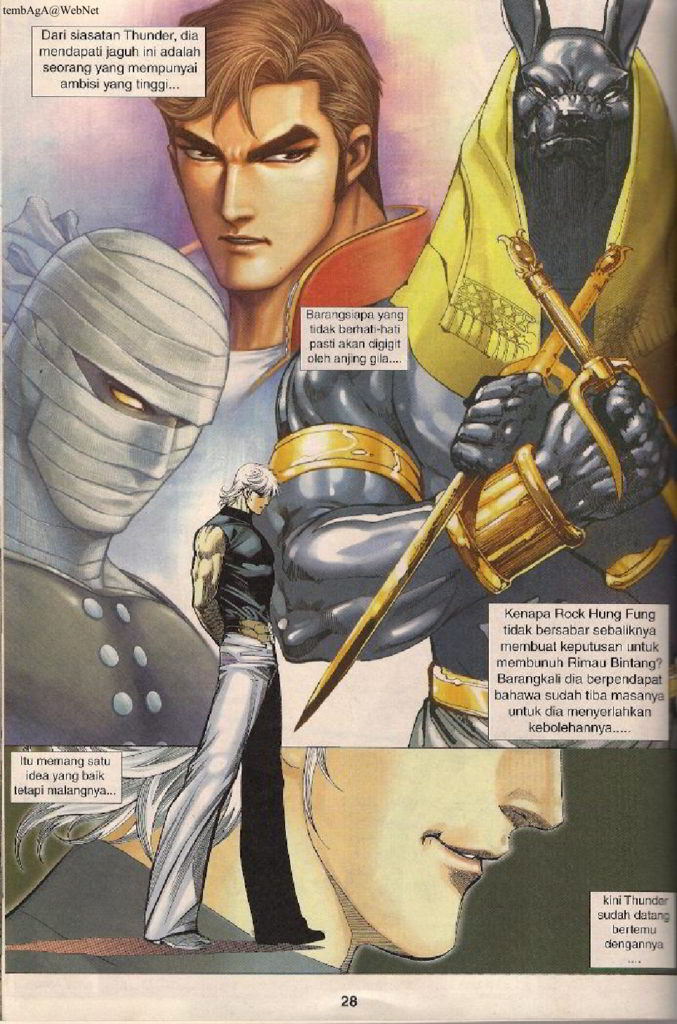 tembAgA@WebNet
Dari siasatan Thunder, dia
mendapati jaguh ini adalah
seorang yang mempunyai
ambisi yang tinggi...
Barangsiapa yang
tidak berhati-hati
pasti akan digigit
oleh anjing gila....
Kenapa Rock Hung Fung
tidak bersabar sebaliknya
membuat keputusan untuk
membunuh Rimau Bintang?
Barangkali dia berpendapat
bahawa sudah tiba masanya
untuk dia menyerlahkan
kebolehannya.....
Itu memang satu
idea yang baik
tetapi malangnya...
kini Thunder
sudah datang
bertemu
dengannya
....
28